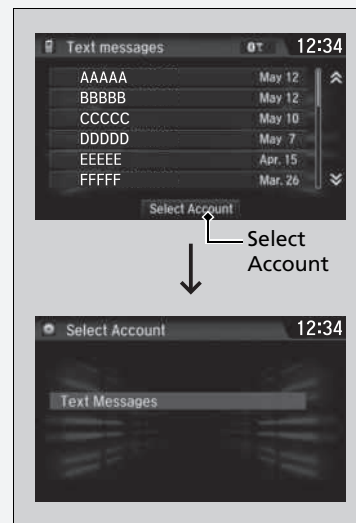 Text messages 12:34
AAAAA May 12
BBBBB May 12
CCCCC May 10
DDDDD May 7
EEEEE Apr. 15
FFFFF Mar. 26
Select Account
Select
Account
Select Account 12:34
Text Messages